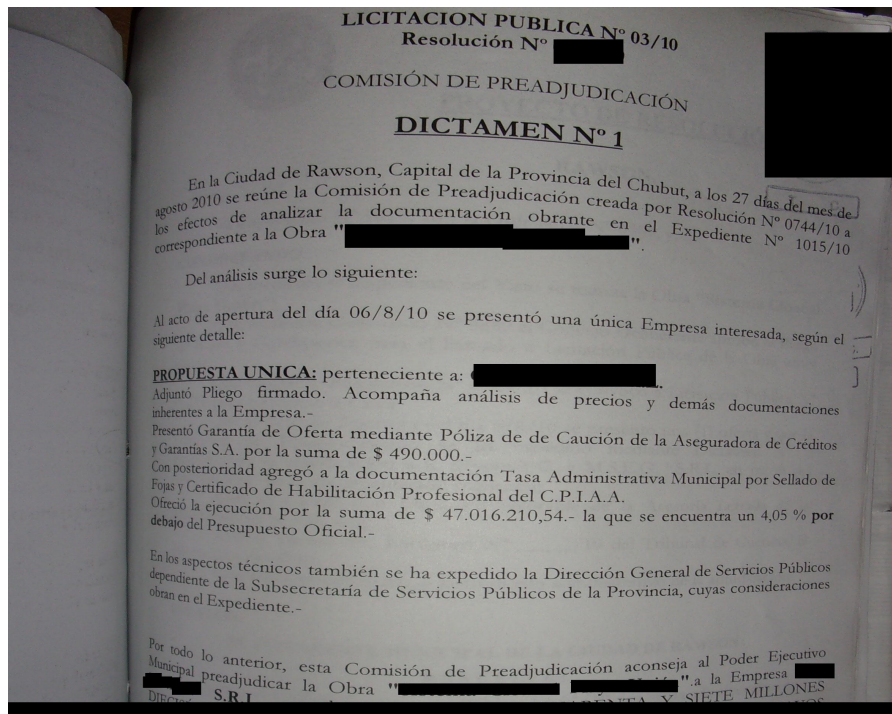 LICITACION PUBLICA Nº 03/10
Resolución Nº
COMISIÓN DE PREADJUDICACIÓN
DICTAMEN Nº 1
En la Ciudad de Rawson, Capital de la Provincia del Chubut, a los 27 días del mes de
agosto 2010 se reúne la Comisión de Preadjudicación creada por Resolución Nº 0744/10 a
los efectos de analizar la documentación obrante en el Expediente Nº 1015/10
correspondiente a la Obra " ".
Del análisis surge lo siguiente:
Al acto de apertura del día 06/8/10 se presentó una única Empresa interesada, según el
siguiente detalle:
PROPUESTA UNICA: perteneciente a:
Adjuntó Pliego firmado. Acompaña análisis de precios y demás documentaciones
inherentes a la Empresa.-
Presentó Garantía de Oferta mediante Póliza de de Caución de la Aseguradora de Créditos
y Garantías S.A. por la suma de $ 490.000.-
Con posterioridad agregó a la documentación Tasa Administrativa Municipal por Sellado de
Fojas y Certificado de Habilitación Profesional del C.P.I.A.A.
Ofreció la ejecución por la suma de $ 47.016.210,54.- la que se encuentra un 4,05 % por
debajo del Presupuesto Oficial.-
En los aspectos técnicos también se ha expedido la Dirección General de Servicios Públicos
dependiente de la Subsecretaría de Servicios Públicos de la Provincia, cuyas consideraciones
obran en el Expediente.-
Por todo lo anterior, esta Comisión de Preadjudicación aconseja al Poder Ejecutivo
Municipal preadjudicar la Obra " ".a la Empresa
S.R.L. Y SIETE MILLONES